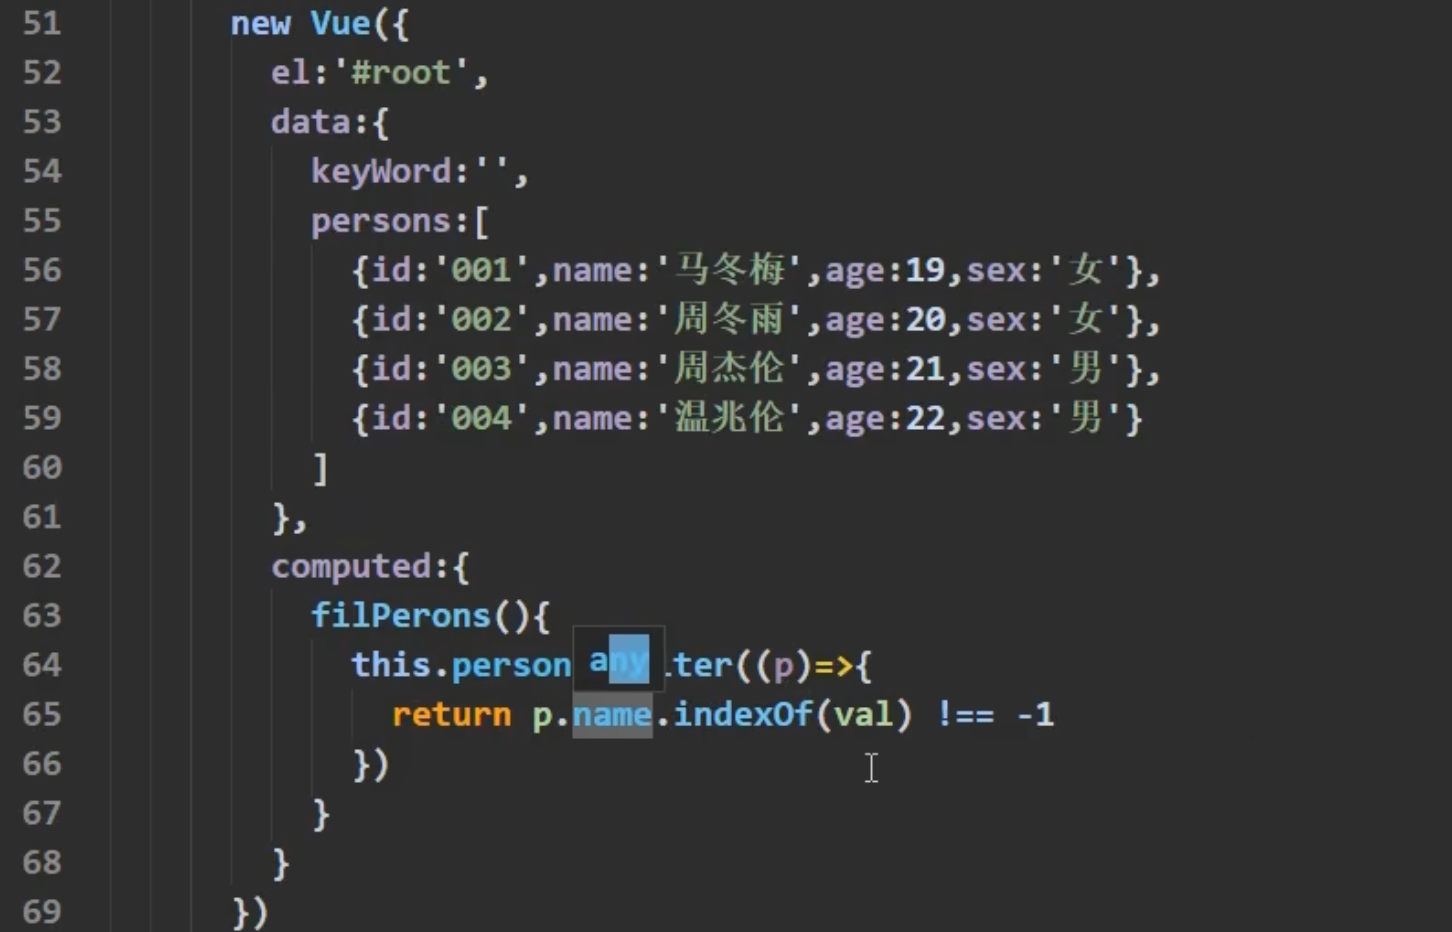 51 new Vue({
52 el:'#root',
53 data:{
54 keyWord:'',
55 persons:[
56 {id:'001',name:'马冬梅',age:19,sex:'女'},
57 {id:'002',name:'周冬雨',age:20,sex:'女'},
58 {id:'003',name:'周杰伦',age:21,sex:'男'},
59 {id:'004',name:'温兆伦',age:22,sex:'男'}
60 ]
61 },
62 computed:{
63 filPerons(){
64 this.person any lter((p)=>{
65 return p.name.indexOf(val) !== -1
66 })
67 }
68 }
69 })